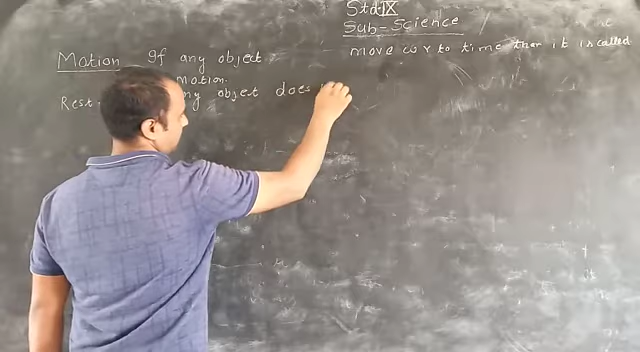 Std:IX
Sub-Science
Motion If any object move w.r to time then it is called
motion.
Rest- ny object does